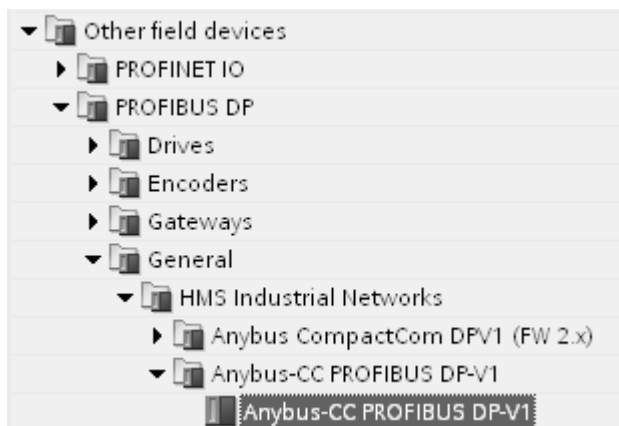 Other field devices
PROFINET IO
PROFIBUS DP
Drives
Encoders
Gateways
General
HMS Industrial Networks
Anybus CompactCom DPV1 (FW 2.x)
Anybus-CC PROFIBUS DP-V1
Anybus-CC PROFIBUS DP-V1